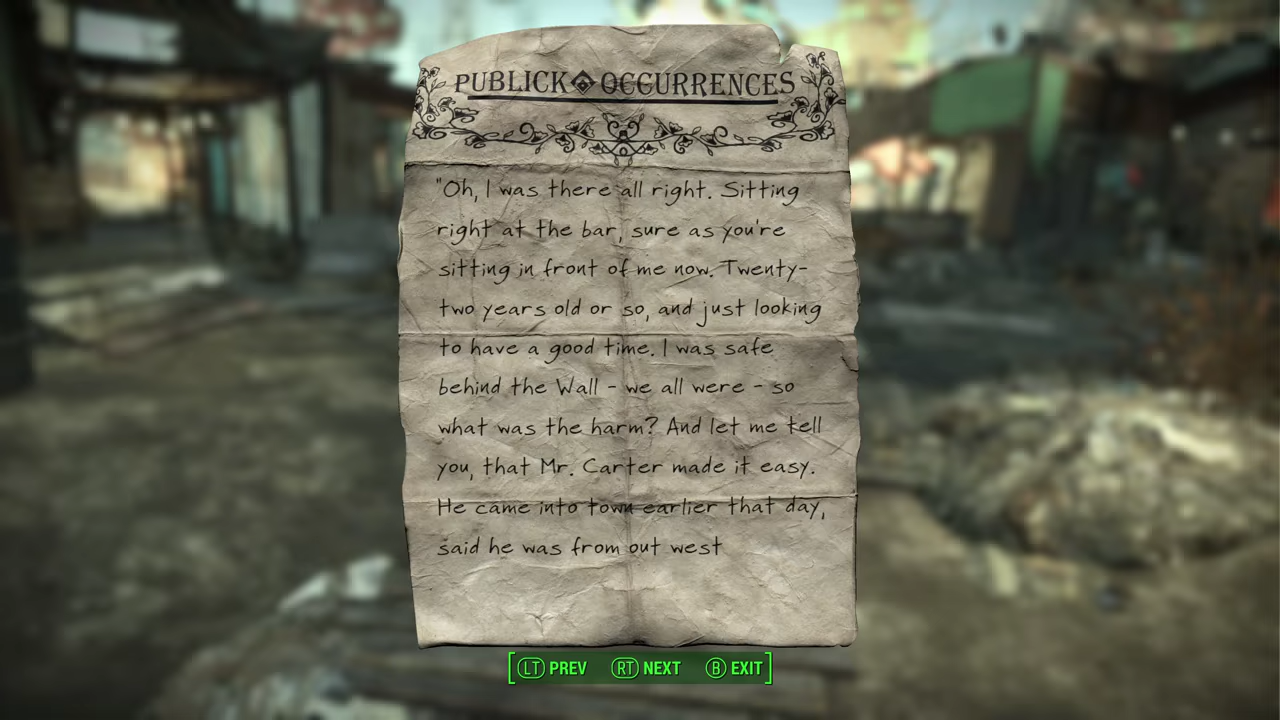 PUBLICK OCCURRENCES
"Oh, I was there all right. Sitting
right at the bar, sure as you're
sitting in front of me now. Twenty-
two years old or so, and just looking
to have a good time. I was safe
behind the Wall - we all were - so
what was the harm? And let me tell
you, that Mr. Carter made it easy.
He came into town earlier that day,
said he was from out west
LT PREV RT NEXT B EXIT